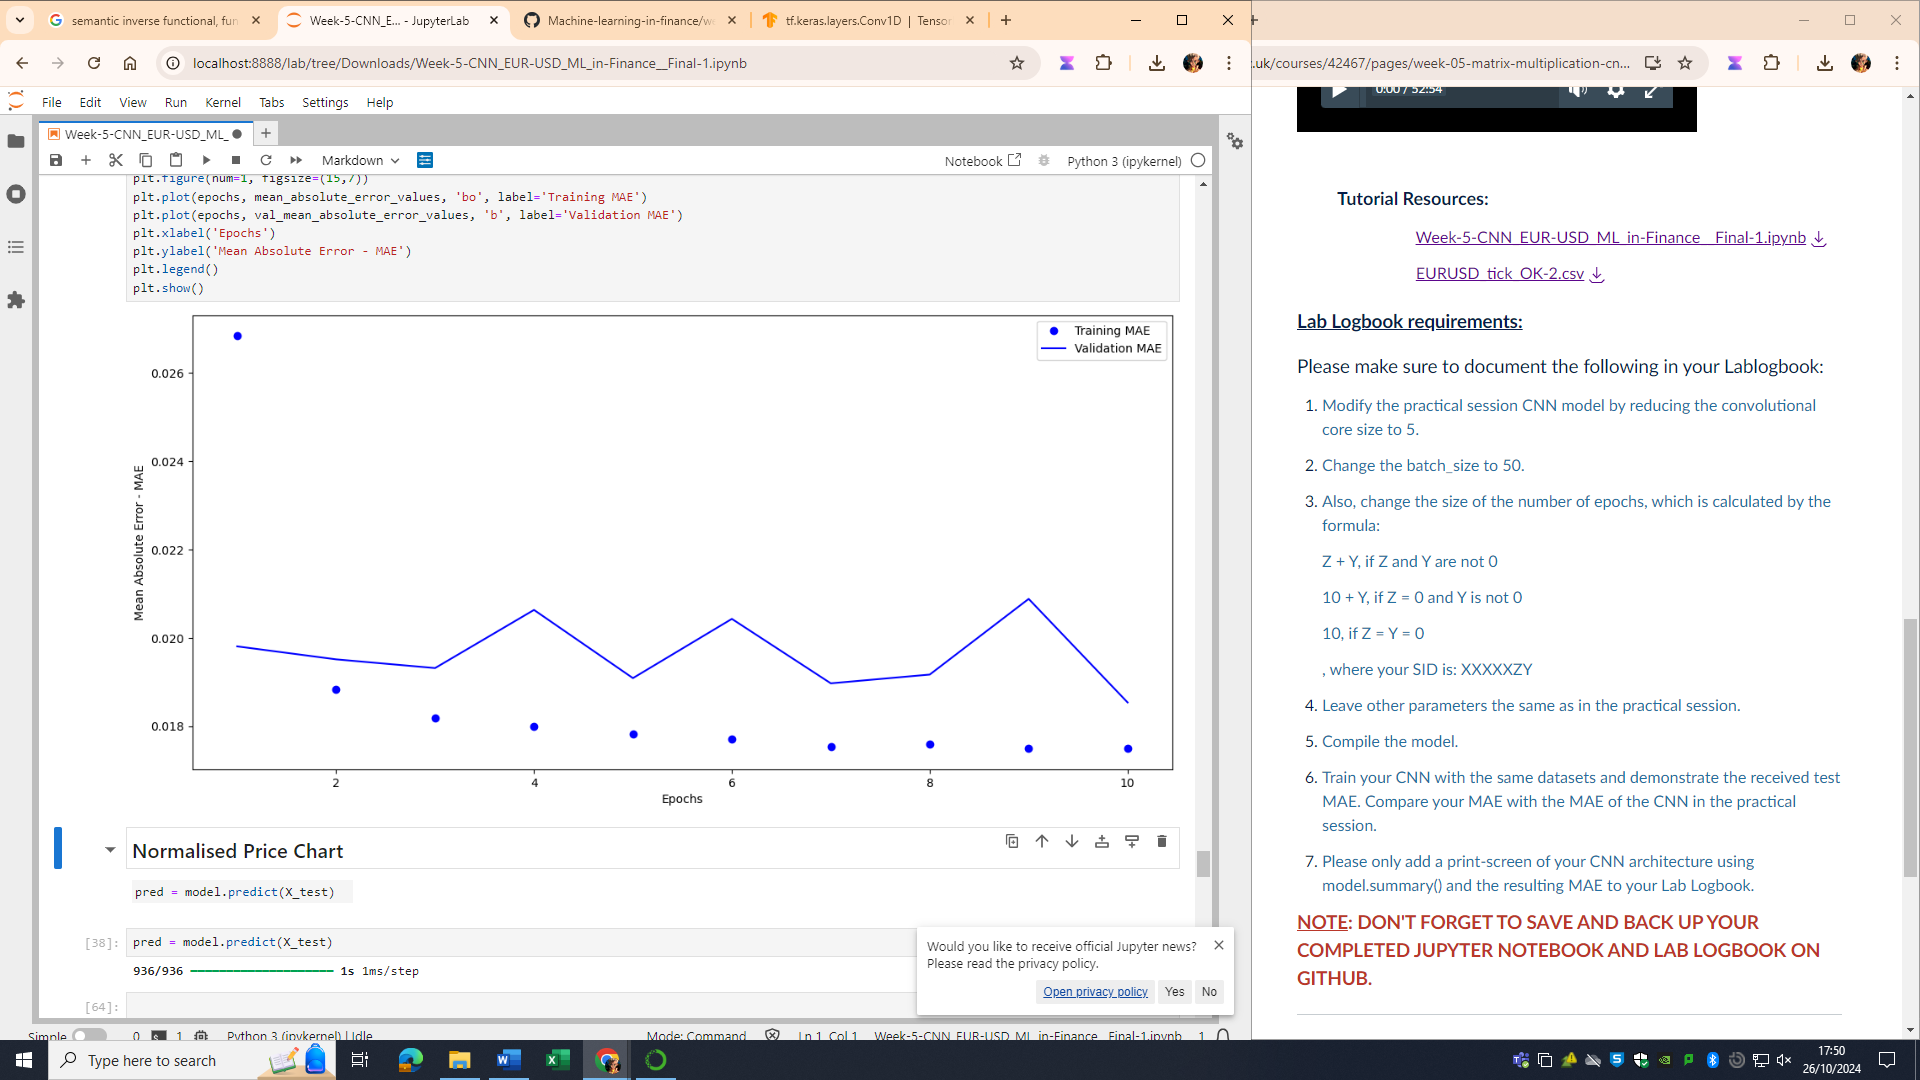 semantic inverse functional, fun
Week-5-CNN_E... - JupyterLab
Machine-learning-in-finance/we
tf.keras.layers.Conv1D | Tensor
localhost:8888/lab/tree/Downloads/Week-5-CNN_EUR-USD_ML_in-Finance__Final-1.ipynb
.uk/courses/42467/pages/week-05-matrix-multiplication-cn...
File Edit View Run Kernel Tabs Settings Help
Week-5-CNN_EUR-USD_ML_
Markdown
Notebook
Python 3 (ipykernel)
plt.figure(num=1, figsize=(15,7))
plt.plot(epochs, mean_absolute_error_values, 'bo', label='Training MAE')
plt.plot(epochs, val_mean_absolute_error_values, 'b', label='Validation MAE')
plt.xlabel('Epochs')
plt.ylabel('Mean Absolute Error - MAE')
plt.legend()
plt.show()
Training MAE
Validation MAE
0.026
0.024
0.022
0.020
0.018
Mean Absolute Error - MAE
2 4 6 8 10
Epochs
Normalised Price Chart
pred = model.predict(X_test)
[38]: pred = model.predict(X_test)
936/936 1s 1ms/step
[64]:
Would you like to receive official Jupyter news?
Please read the privacy policy.
Open privacy policy Yes No
Simple 0 1 Python 3 (ipykernel) | Idle Mode: Command Ln 1, Col 1 Week-5-CNN_EUR-USD_ML_in-Finance__Final-1.ipynb 1
0:00 / 52:54
Tutorial Resources:
Week-5-CNN_EUR-USD_ML_in-Finance__Final-1.ipynb
EURUSD_tick_OK-2.csv
Lab Logbook requirements:
Please make sure to document the following in your Lablogbook:
1. Modify the practical session CNN model by reducing the convolutional
core size to 5.
2. Change the batch_size to 50.
3. Also, change the size of the number of epochs, which is calculated by the
formula:
Z + Y, if Z and Y are not 0
10 + Y, if Z = 0 and Y is not 0
10, if Z = Y = 0
, where your SID is: XXXXXZY
4. Leave other parameters the same as in the practical session.
5. Compile the model.
6. Train your CNN with the same datasets and demonstrate the received test
MAE. Compare your MAE with the MAE of the CNN in the practical
session.
7. Please only add a print-screen of your CNN architecture using
model.summary() and the resulting MAE to your Lab Logbook.
NOTE: DON'T FORGET TO SAVE AND BACK UP YOUR
COMPLETED JUPYTER NOTEBOOK AND LAB LOGBOOK ON
GITHUB.
Type here to search
17:50
26/10/2024